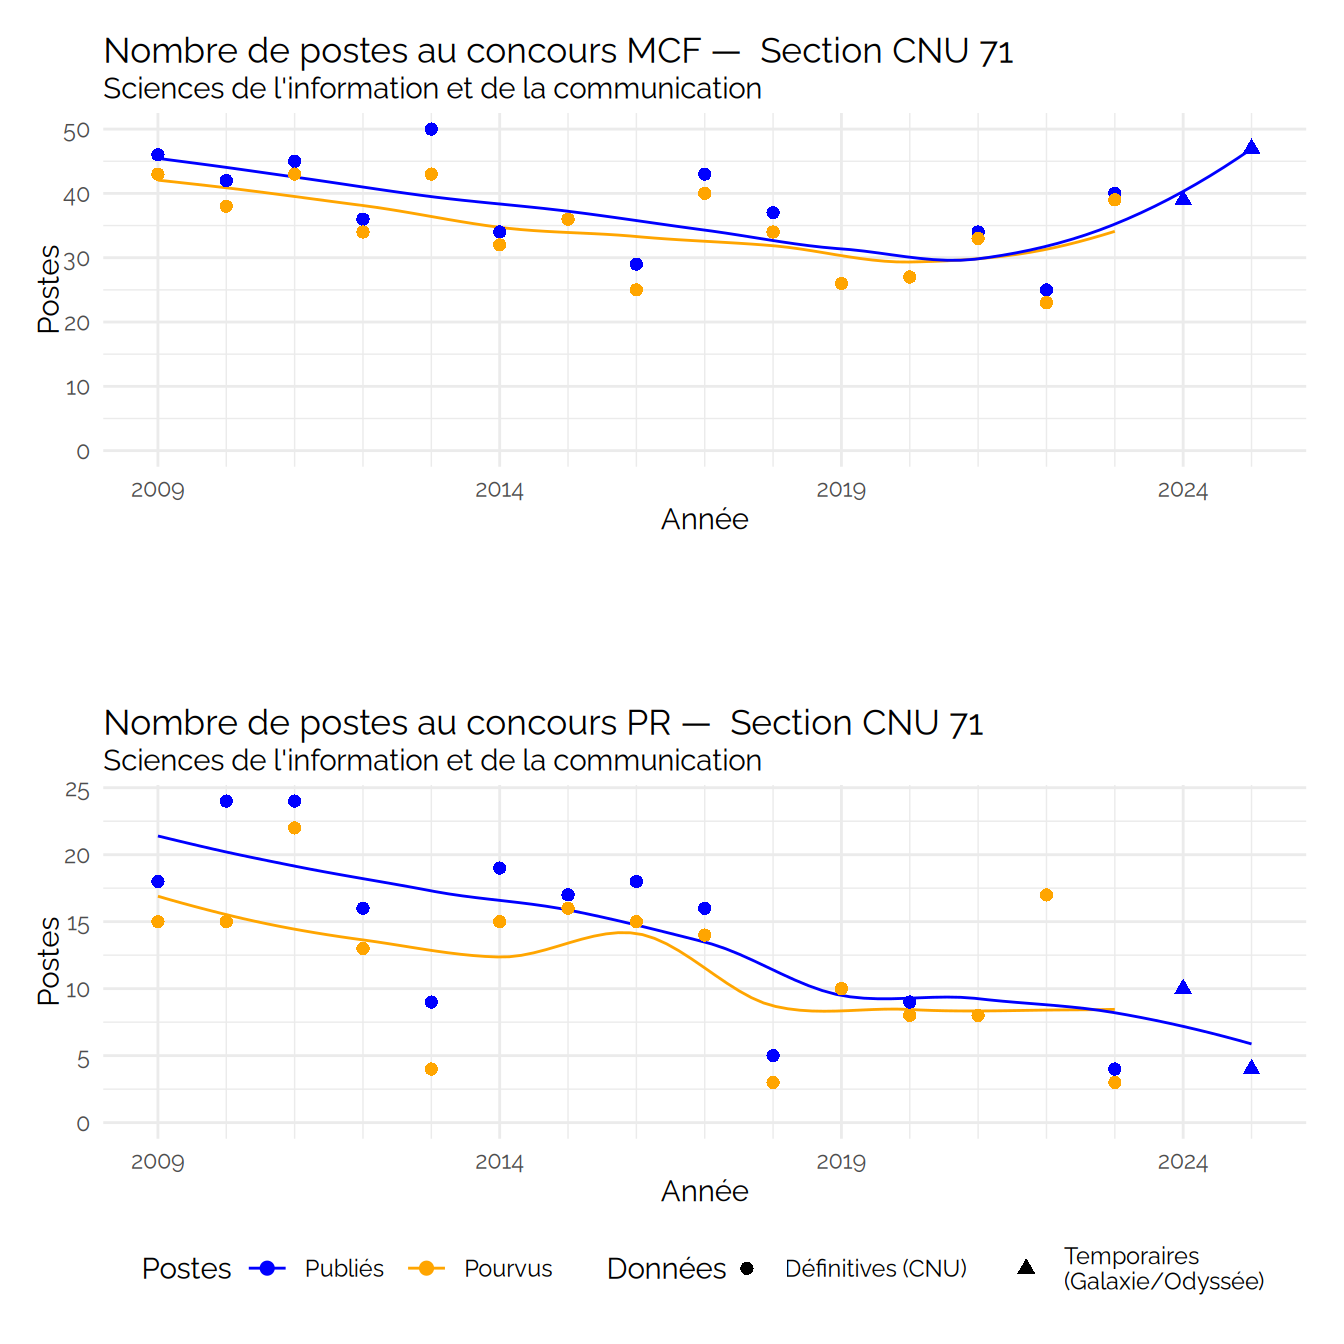 Nombre de postes au concours MCF —  Section CNU 71
Sciences de l'information et de la communication
50
40
30
20
10
0
Postes
2009 2014 2019 2024
Année
Nombre de postes au concours PR —  Section CNU 71
Sciences de l'information et de la communication
25
20
15
10
5
0
Postes
2009 2014 2019 2024
Année
Postes Publiés Pourvus Données Définitives (CNU) Temporaires
(Galaxie/Odyssée)